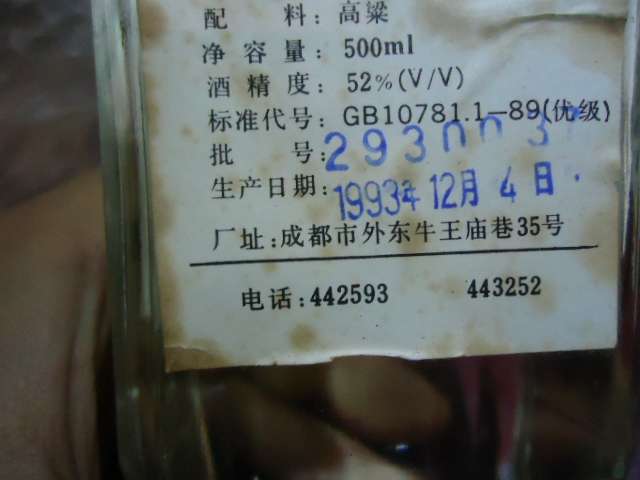 配 料:高粱
净 容 量: 500ml
酒 精 度: 52%(V/V)
标准代号: GB10781.1-89(优级)
批 号:
生产日期: 1993年12月4日.
厂址:成都市外东牛王庙巷35号
电话:442593 443252